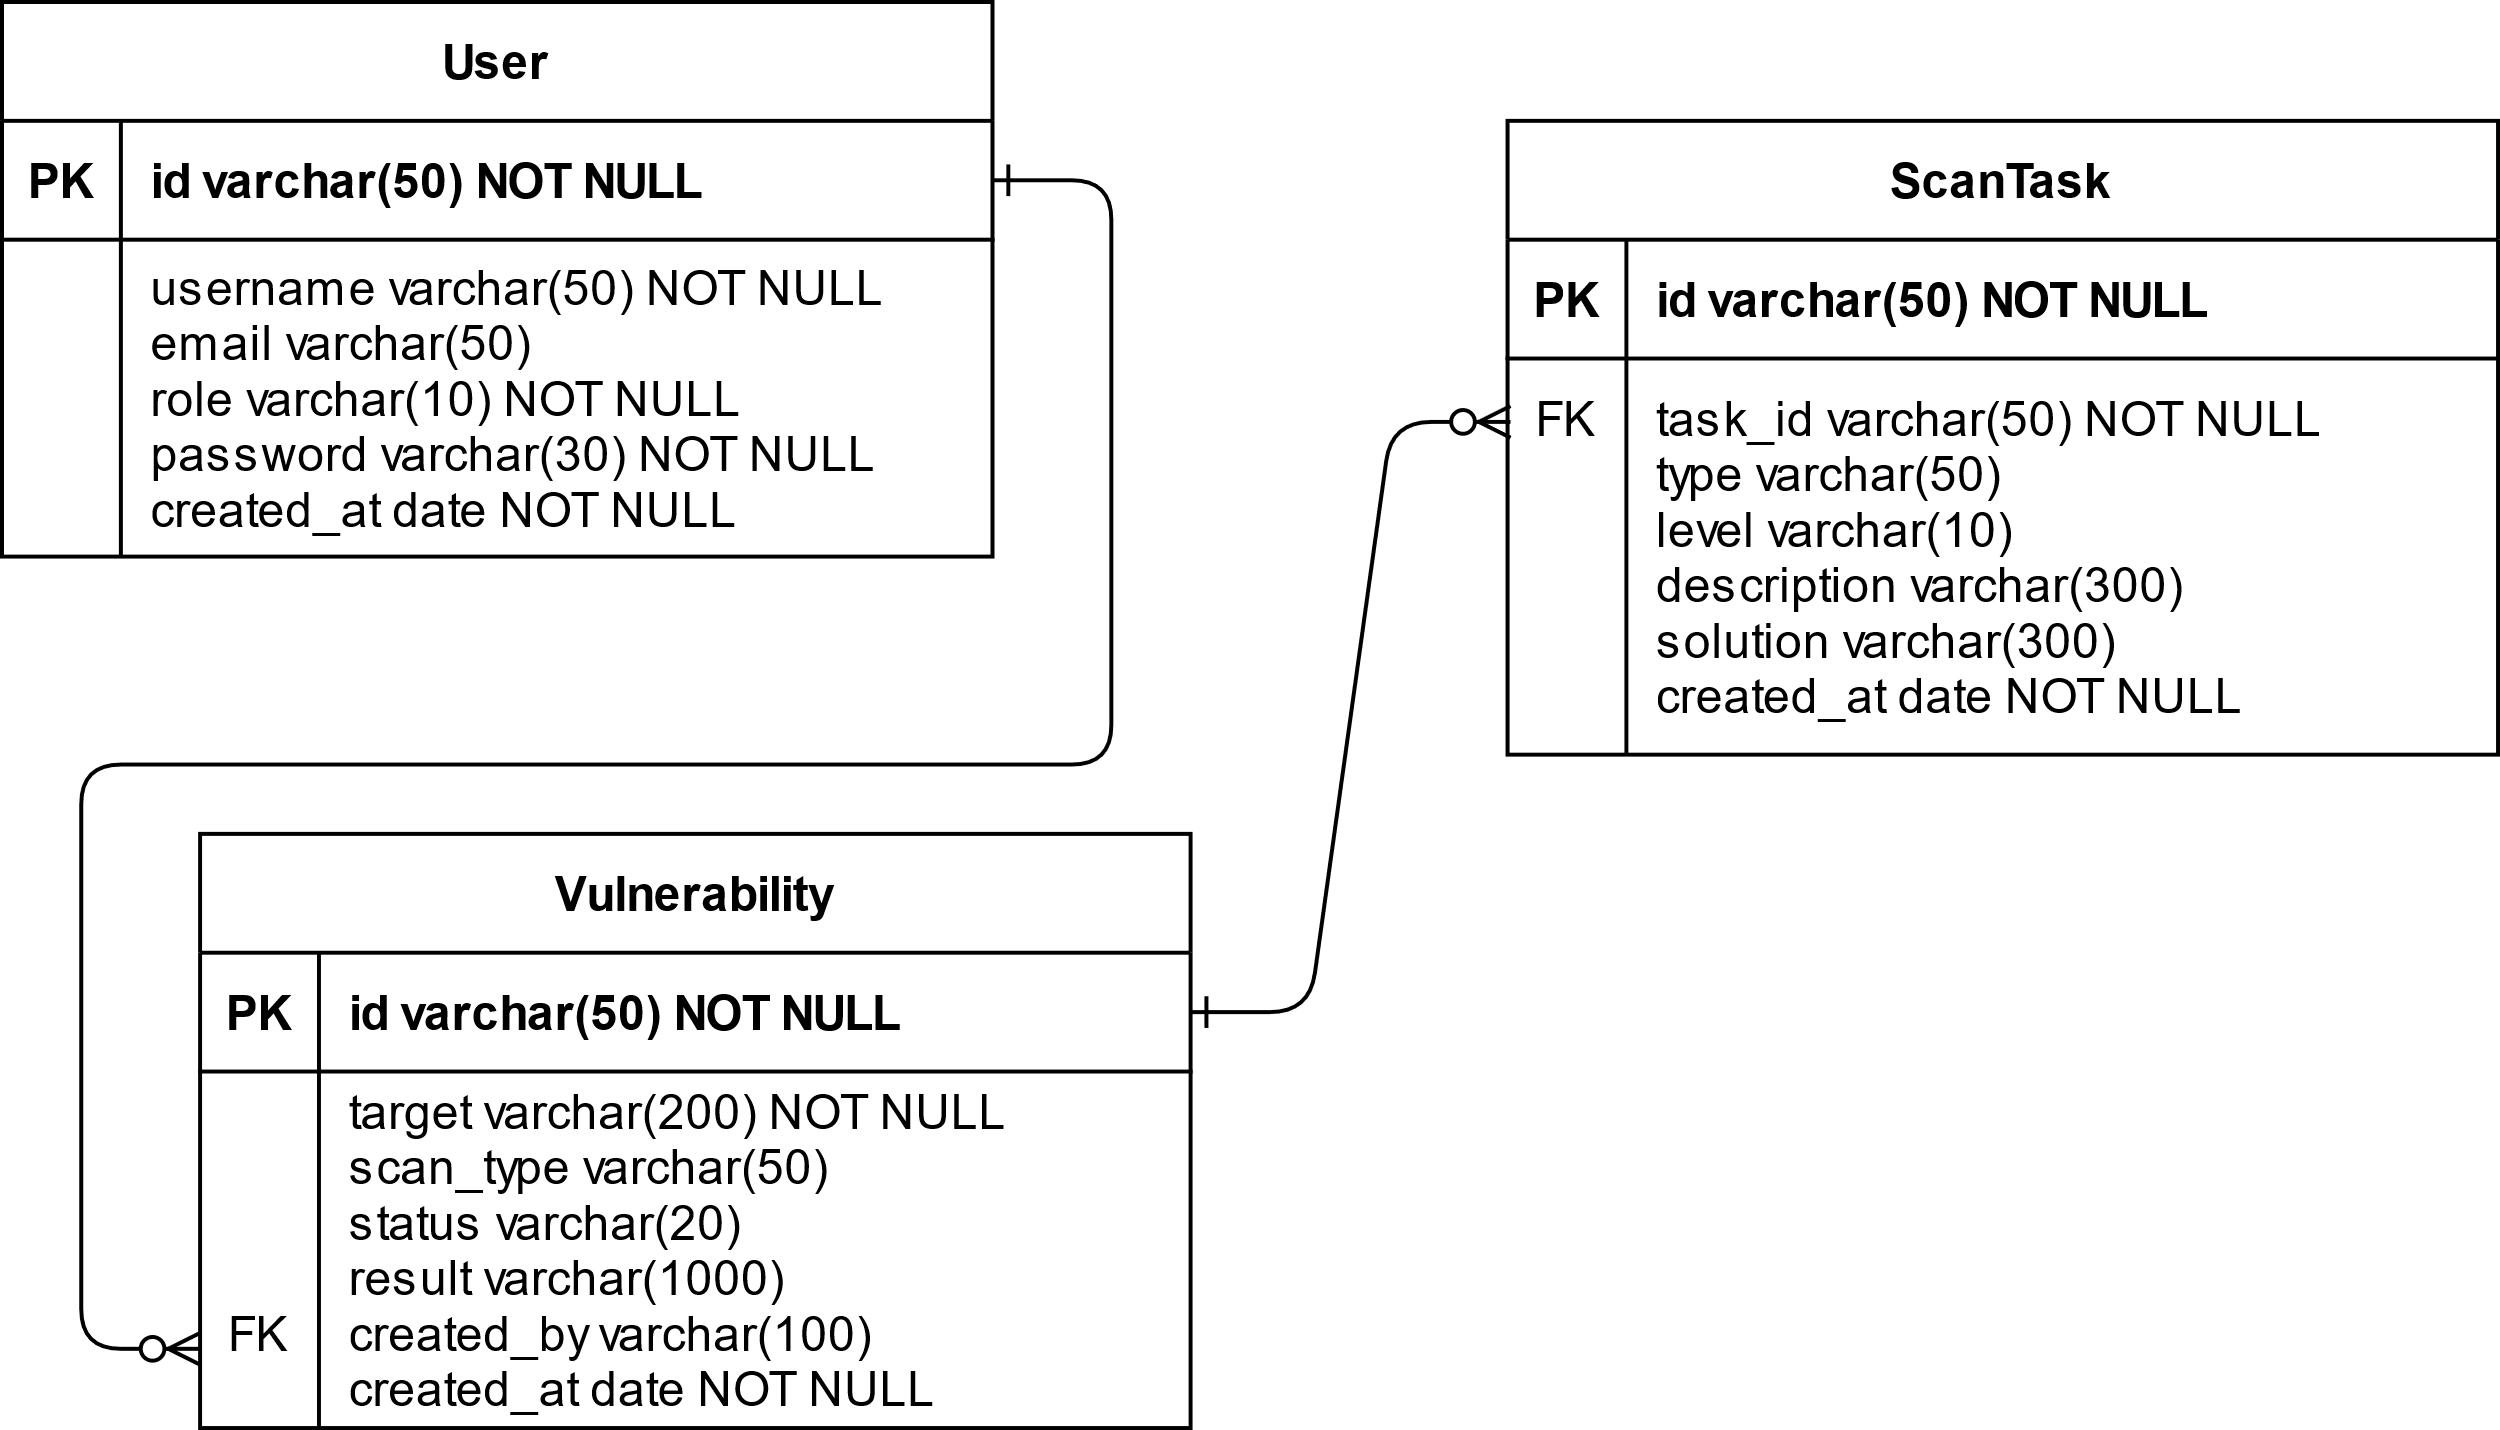 User
PK id varchar(50) NOT NULL
username varchar(50) NOT NULL
email varchar(50)
role varchar(10) NOT NULL
password varchar(30) NOT NULL
created_at date NOT NULL
ScanTask
PK id varchar(50) NOT NULL
FK task_id varchar(50) NOT NULL
type varchar(50)
level varchar(10)
description varchar(300)
solution varchar(300)
created_at date NOT NULL
Vulnerability
PK id varchar(50) NOT NULL
target varchar(200) NOT NULL
scan_type varchar(50)
status varchar(20)
result varchar(1000)
FK created_by varchar(100)
created_at date NOT NULL